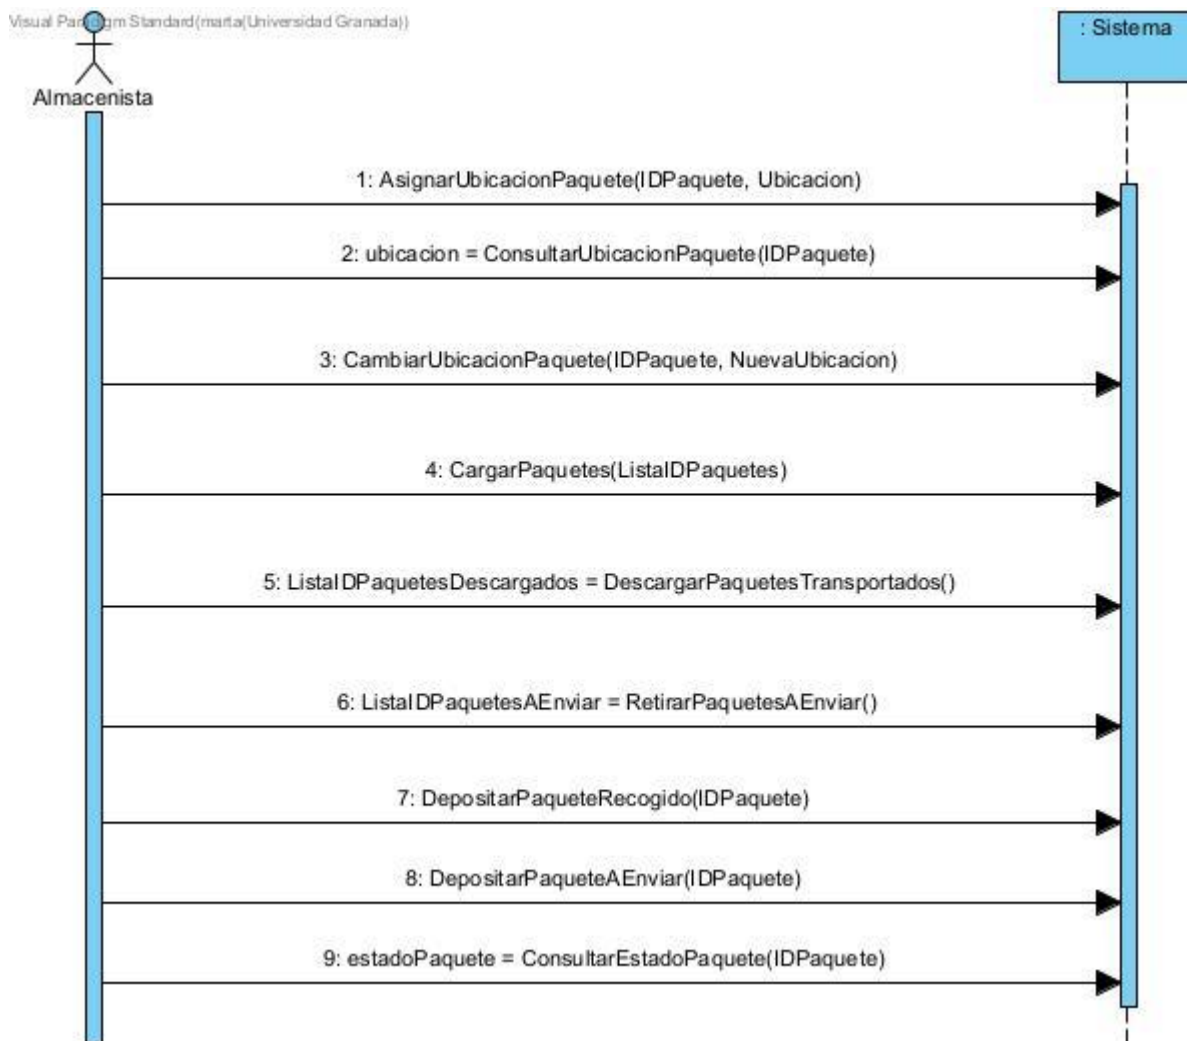 Visual Paradigm Standard(marta(Universidad Granada))
: Sistema
Almacenista
1: AsignarUbicacionPaquete(IDPaquete, Ubicacion)
2: ubicacion = ConsultarUbicacionPaquete(IDPaquete)
3: CambiarUbicacionPaquete(IDPaquete, NuevaUbicacion)
4: CargarPaquetes(ListaIDPaquetes)
5: ListaIDPaquetesDescargados = DescargarPaquetesTransportados()
6: ListaIDPaquetesAEnviar = RetirarPaquetesAEnviar()
7: DepositarPaqueteRecogido(IDPaquete)
8: DepositarPaqueteAEnviar(IDPaquete)
9: estadoPaquete = ConsultarEstadoPaquete(IDPaquete)